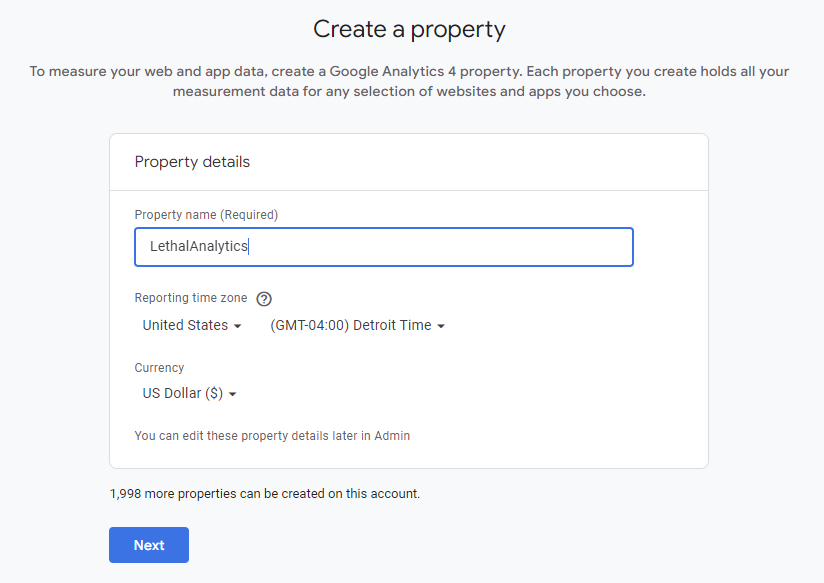 Create a property
To measure your web and app data, create a Google Analytics 4 property. Each property you create holds all your
measurement data for any selection of websites and apps you choose.
Property details
Property name (Required)
LethalAnalytics
Reporting time zone
United States (GMT-04:00) Detroit Time
Currency
US Dollar ($)
You can edit these property details later in Admin
1,998 more properties can be created on this account.
Next